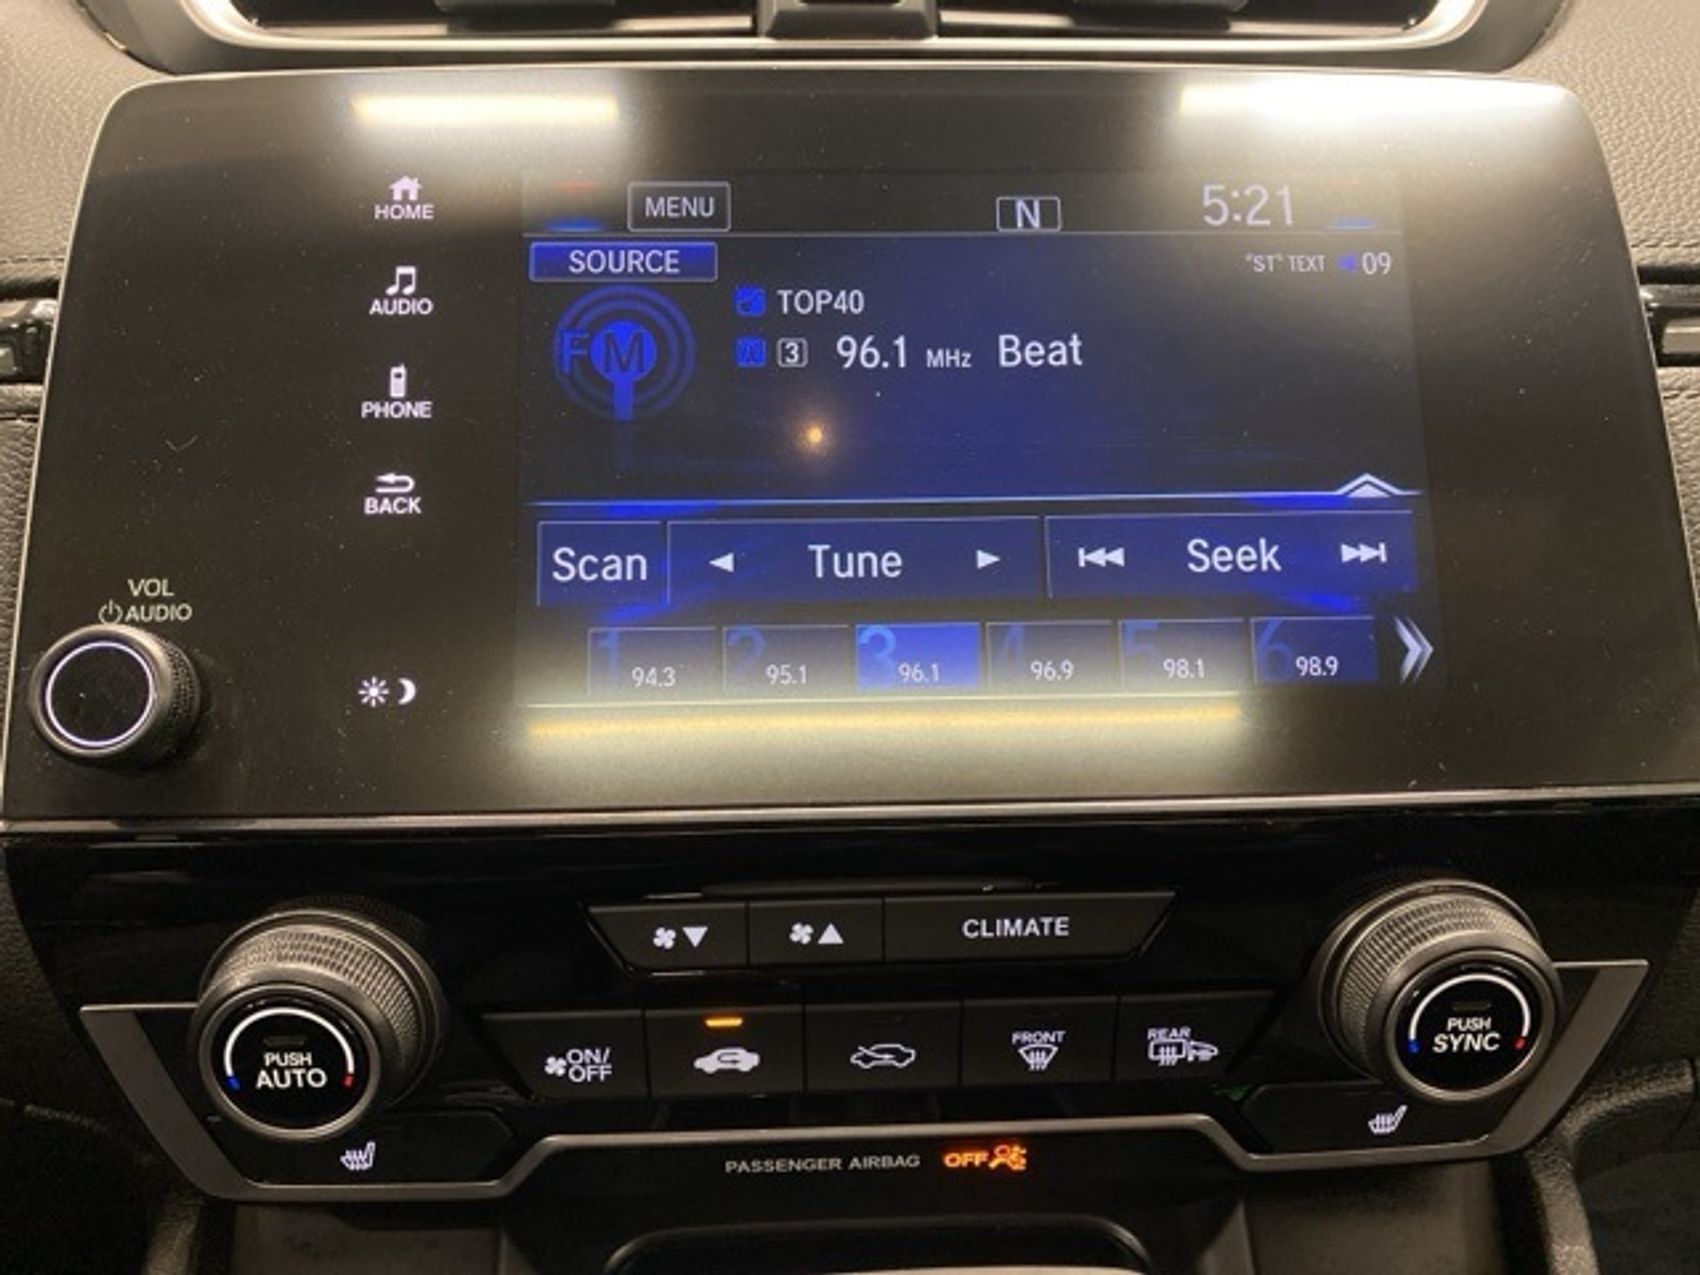 HOME
AUDIO
PHONE
BACK
VOL
AUDIO
MENU
N
5:21
SOURCE
"ST" TEXT 09
FM
TOP40
3 96.1 MHz Beat
Scan
Tune
Seek
1 94.3
2 95.1
3 96.1
4 96.9
5 98.1
6 98.9
CLIMATE
PUSH
AUTO
ON/
OFF
FRONT
REAR
PUSH
SYNC
PASSENGER AIRBAG OFF